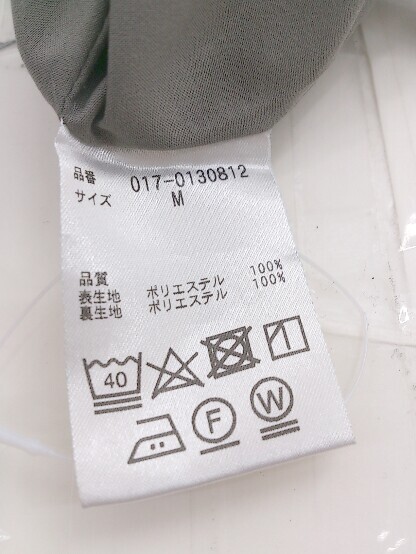 品番 017-0130812
サイズ M
品質
表生地 ポリエステル 100%
裏生地 ポリエステル 100%
40
F W